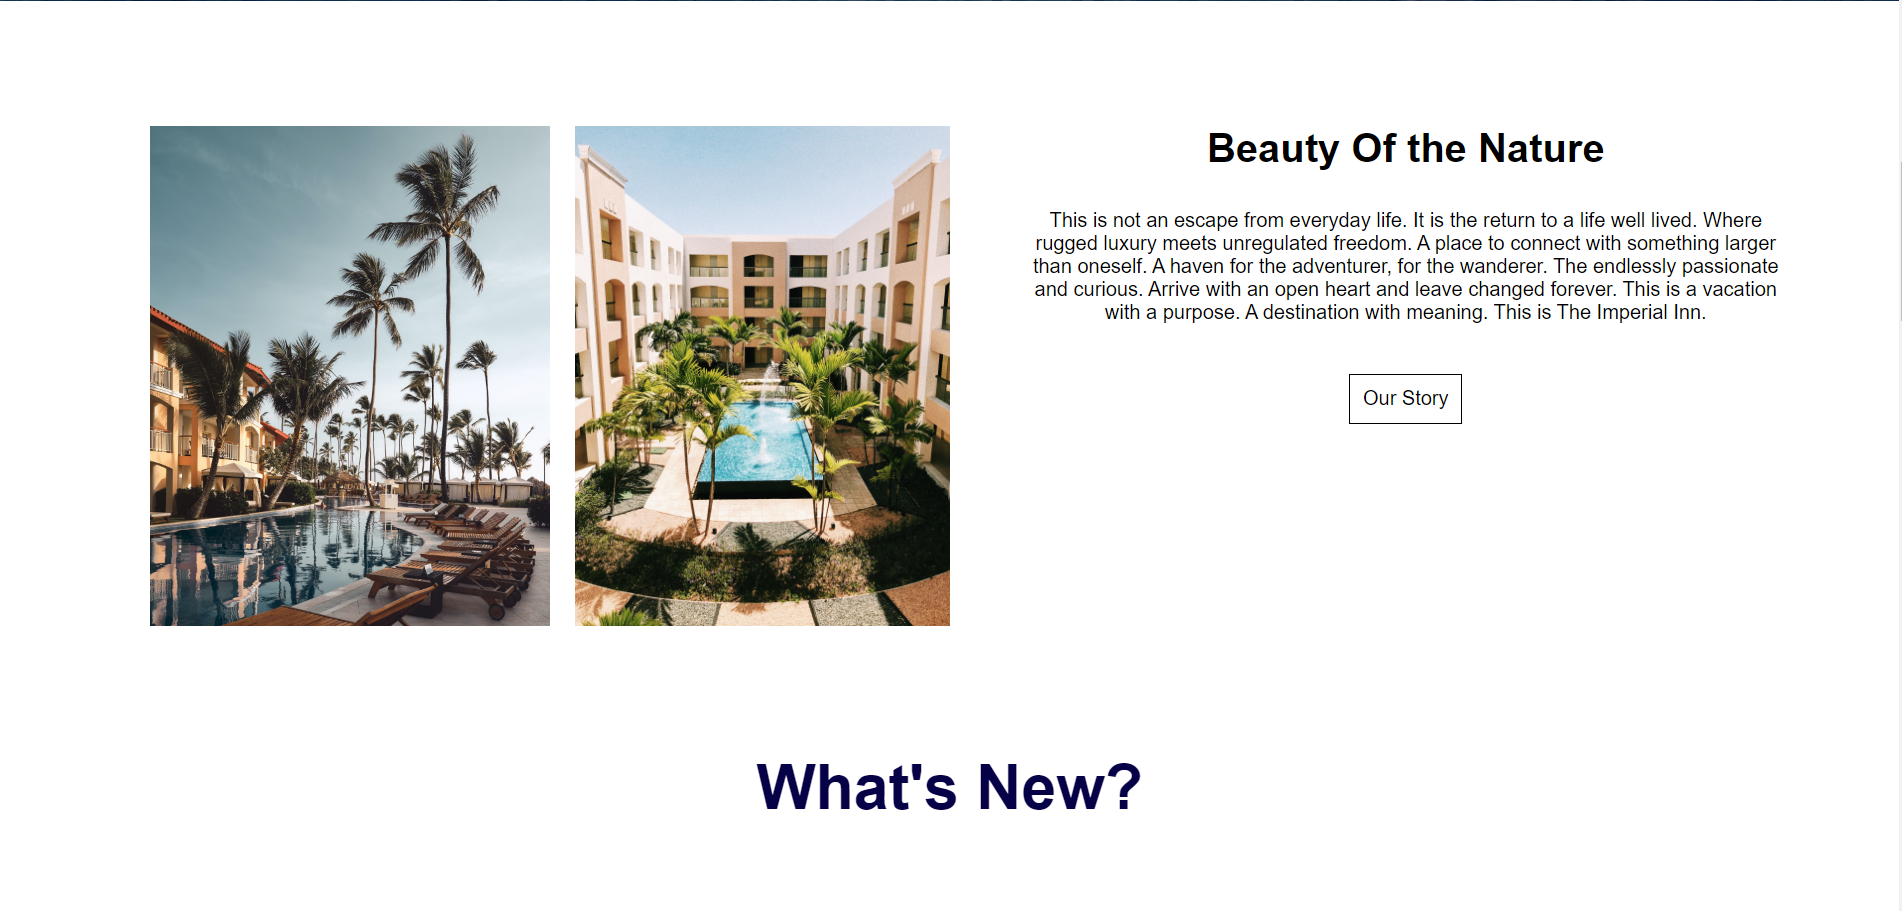 Beauty Of the Nature
This is not an escape from everyday life. It is the return to a life well lived. Where
rugged luxury meets unregulated freedom. A place to connect with something larger
than oneself. A haven for the adventurer, for the wanderer. The endlessly passionate
and curious. Arrive with an open heart and leave changed forever. This is a vacation
with a purpose. A destination with meaning. This is The Imperial Inn.
Our Story
What's New?